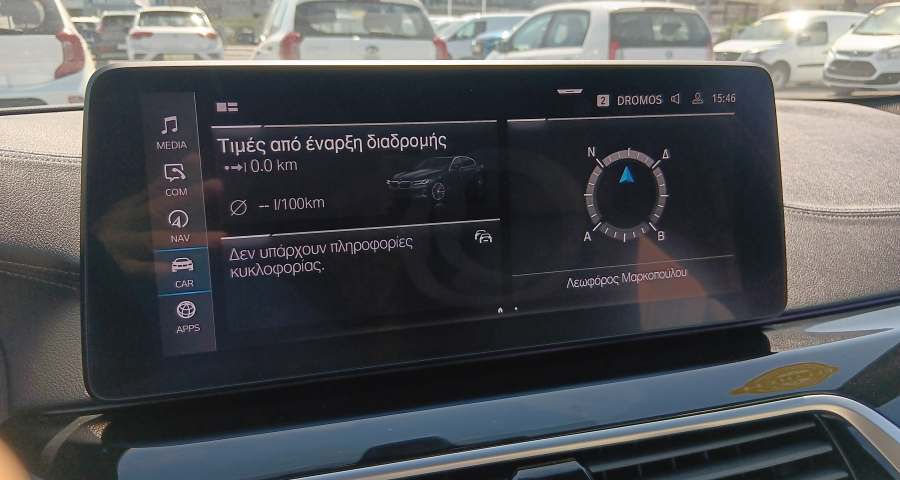 2 DROMOS 15:46
MEDIA
COM
NAV
CAR
APPS
Τιμές από έναρξη διαδρομής
0.0 km
-- l/100km
Δεν υπάρχουν πληροφορίες
κυκλοφορίας.
N Δ
A B
Λεωφόρος Μαρκοπούλου